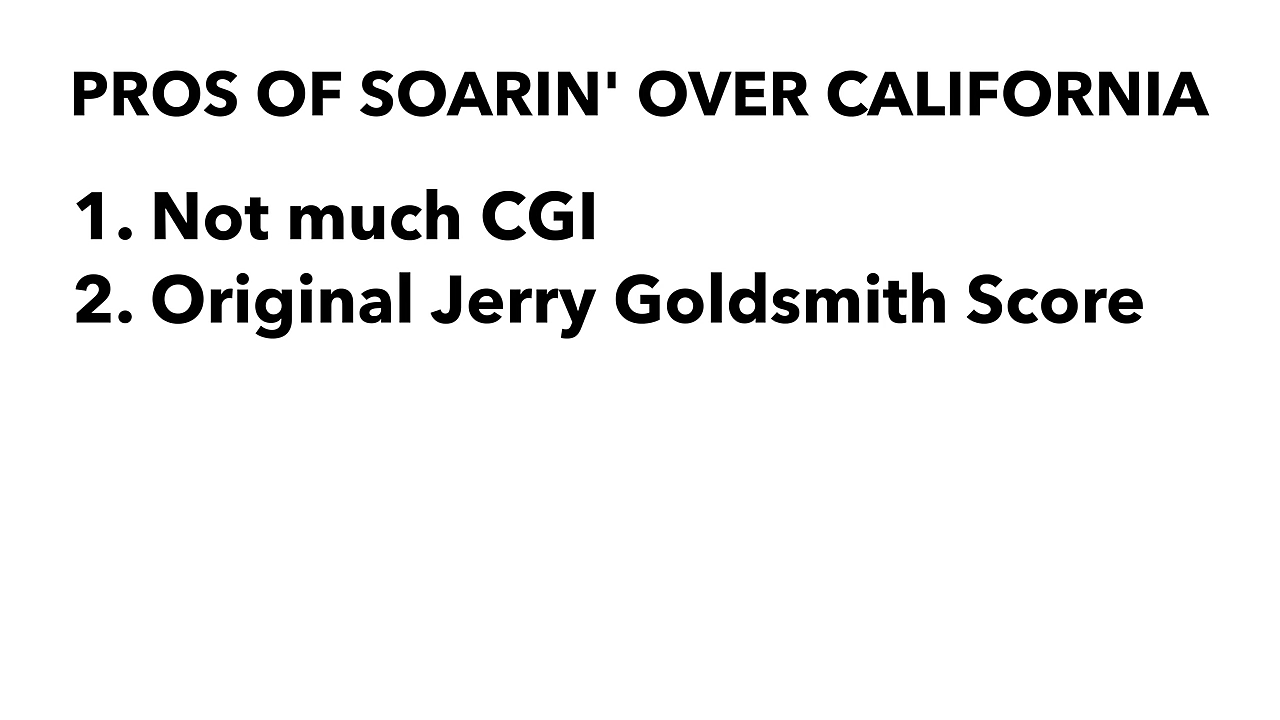 PROS OF SOARIN' OVER CALIFORNIA
1. Not much CGI
2. Original Jerry Goldsmith Score